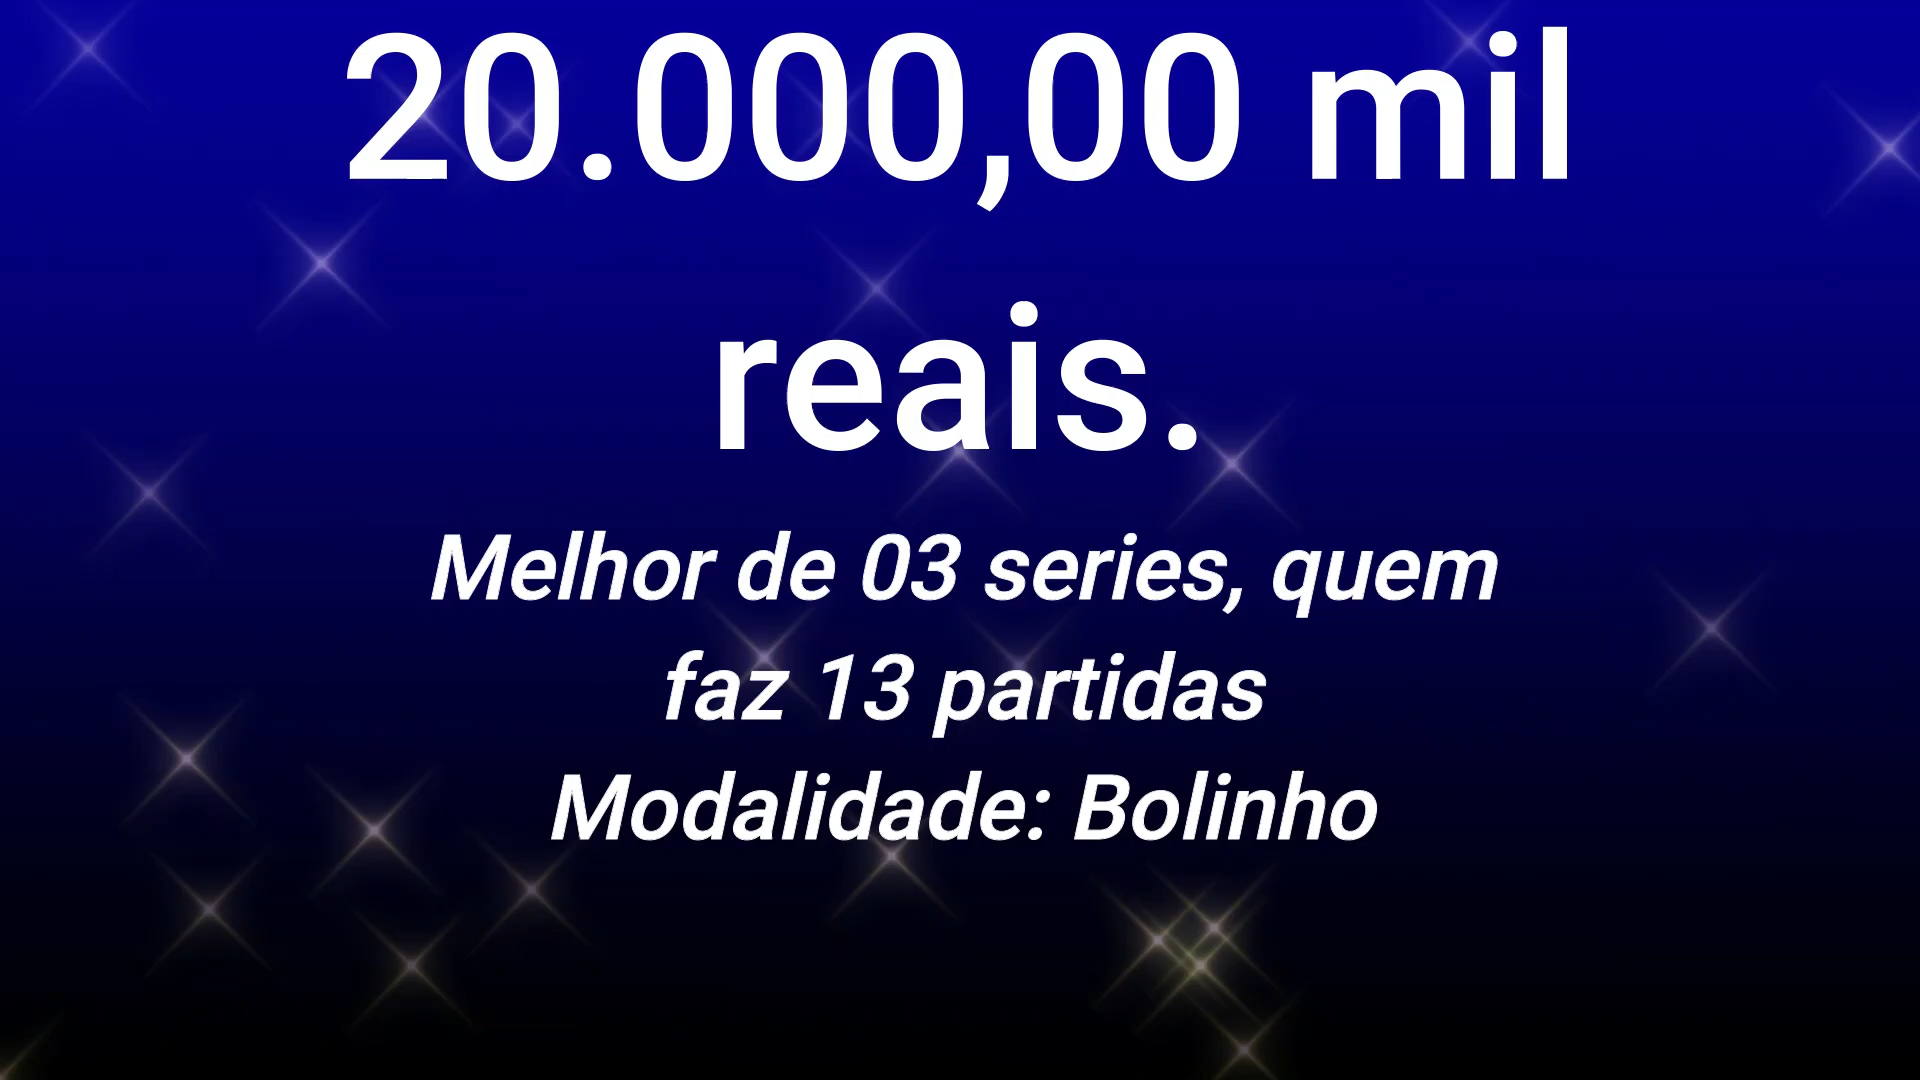 20.000,00 mil
reais.
Melhor de 03 series, quem
faz 13 partidas
Modalidade: Bolinho